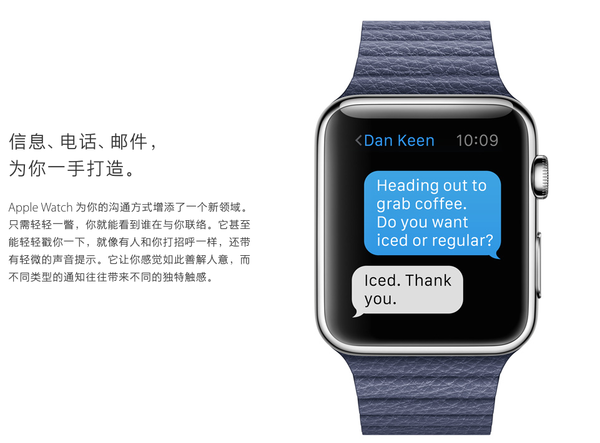 信息、电话、邮件，
为你一手打造。
Apple Watch 为你的沟通方式增添了一个新领域。
只需轻轻一瞥，你就能看到谁在与你联络。它甚至
能轻轻戳你一下，就像有人和你打招呼一样，还带
有轻微的声音提示。它让你感觉如此善解人意，而
不同类型的通知往往带来不同的独特触感。
<Dan Keen 10:09
Heading out to
grab coffee.
Do you want
iced or regular?
Iced. Thank
you.